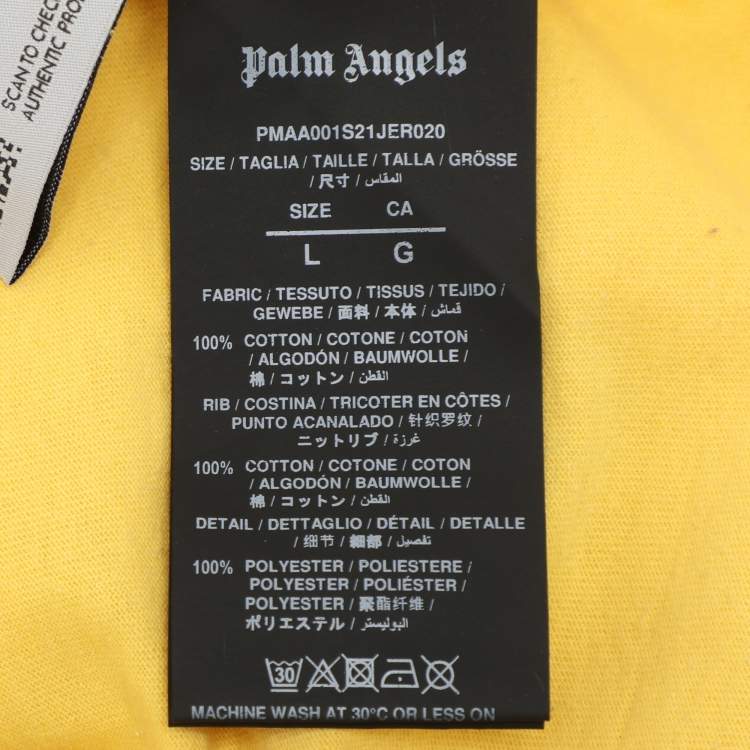 SCAN TO CHECK
AUTHENTIC PRO
Palm Angels
PMAA001S21JER020
SIZE / TAGLIA / TAILLE / TALLA / GRÖSSE
/ 尺寸 / المقاس
SIZE CA
L G
FABRIC / TESSUTO / TISSUS / TEJIDO /
GEWEBE / 面料 / 本体 / قماش
100% COTTON / COTONE / COTON
/ ALGODÓN / BAUMWOLLE /
棉 / コットン / القطن
RIB / COSTINA / TRICOTER EN CÔTES /
PUNTO ACANALADO / 针织罗纹 /
ニットリブ / غرزة
100% COTTON / COTONE / COTON
/ ALGODÓN / BAUMWOLLE /
棉 / コットン / القطن
DETAIL / DETTAGLIO / DÉTAIL / DETALLE
/ 细节 / 細部 / تفصيل
100% POLYESTER / POLIESTERE /
POLYESTER / POLIÉSTER /
POLYESTER / 聚酯纤维 /
ポリエステル / البوليستر
30
MACHINE WASH AT 30°C OR LESS ON